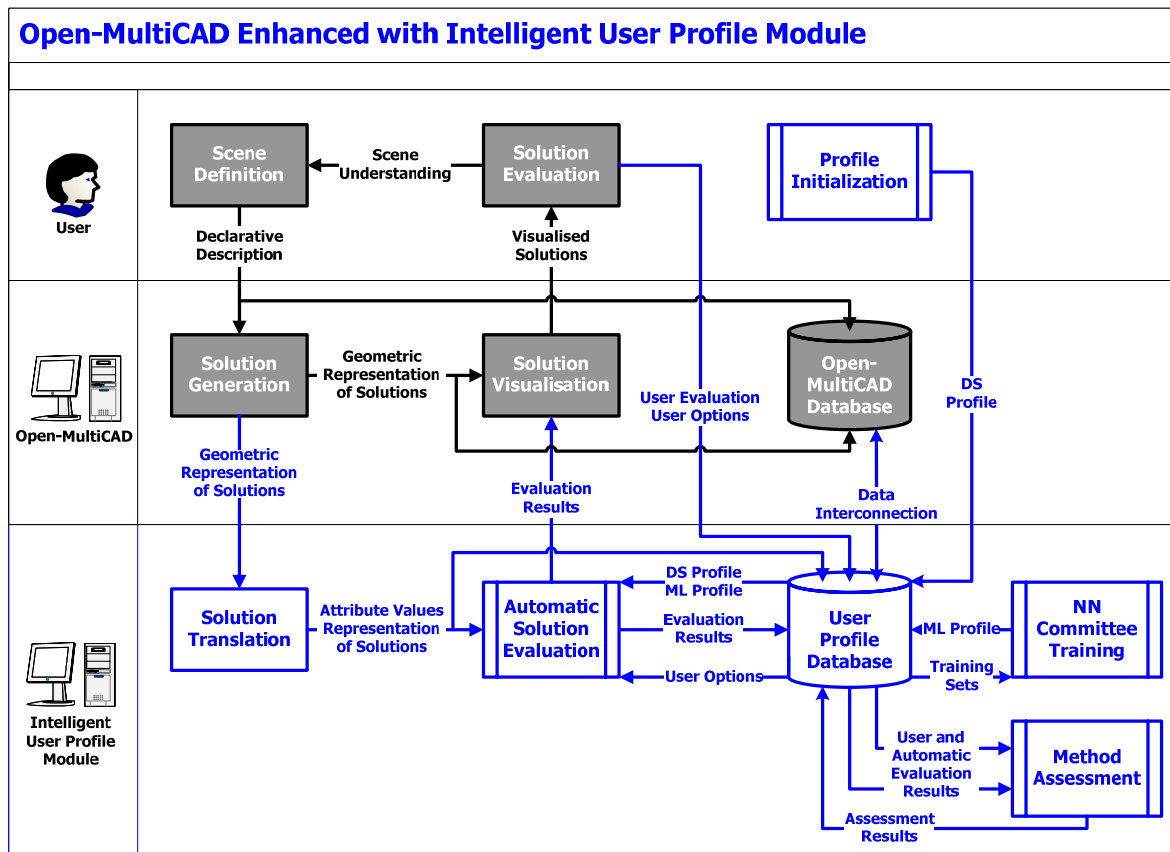 Open-MultiCAD Enhanced with Intelligent User Profile Module
User
Scene
Definition
Scene
Understanding
Solution
Evaluation
Profile
Initialization
Declarative
Description
Visualised
Solutions
Open-MultiCAD
Solution
Generation
Geometric
Representation
of Solutions
Solution
Visualisation
User Evaluation
User Options
Open-
MultiCAD
Database
DS
Profile
Geometric
Representation
of Solutions
Evaluation
Results
Data
Interconnection
Intelligent
User Profile
Module
Solution
Translation
Attribute Values
Representation
of Solutions
Automatic
Solution
Evaluation
DS Profile
ML Profile
Evaluation
Results
User Options
User
Profile
Database
ML Profile
Training
Sets
NN
Committee
Training
User and
Automatic
Evaluation
Results
Method
Assessment
Assessment
Results